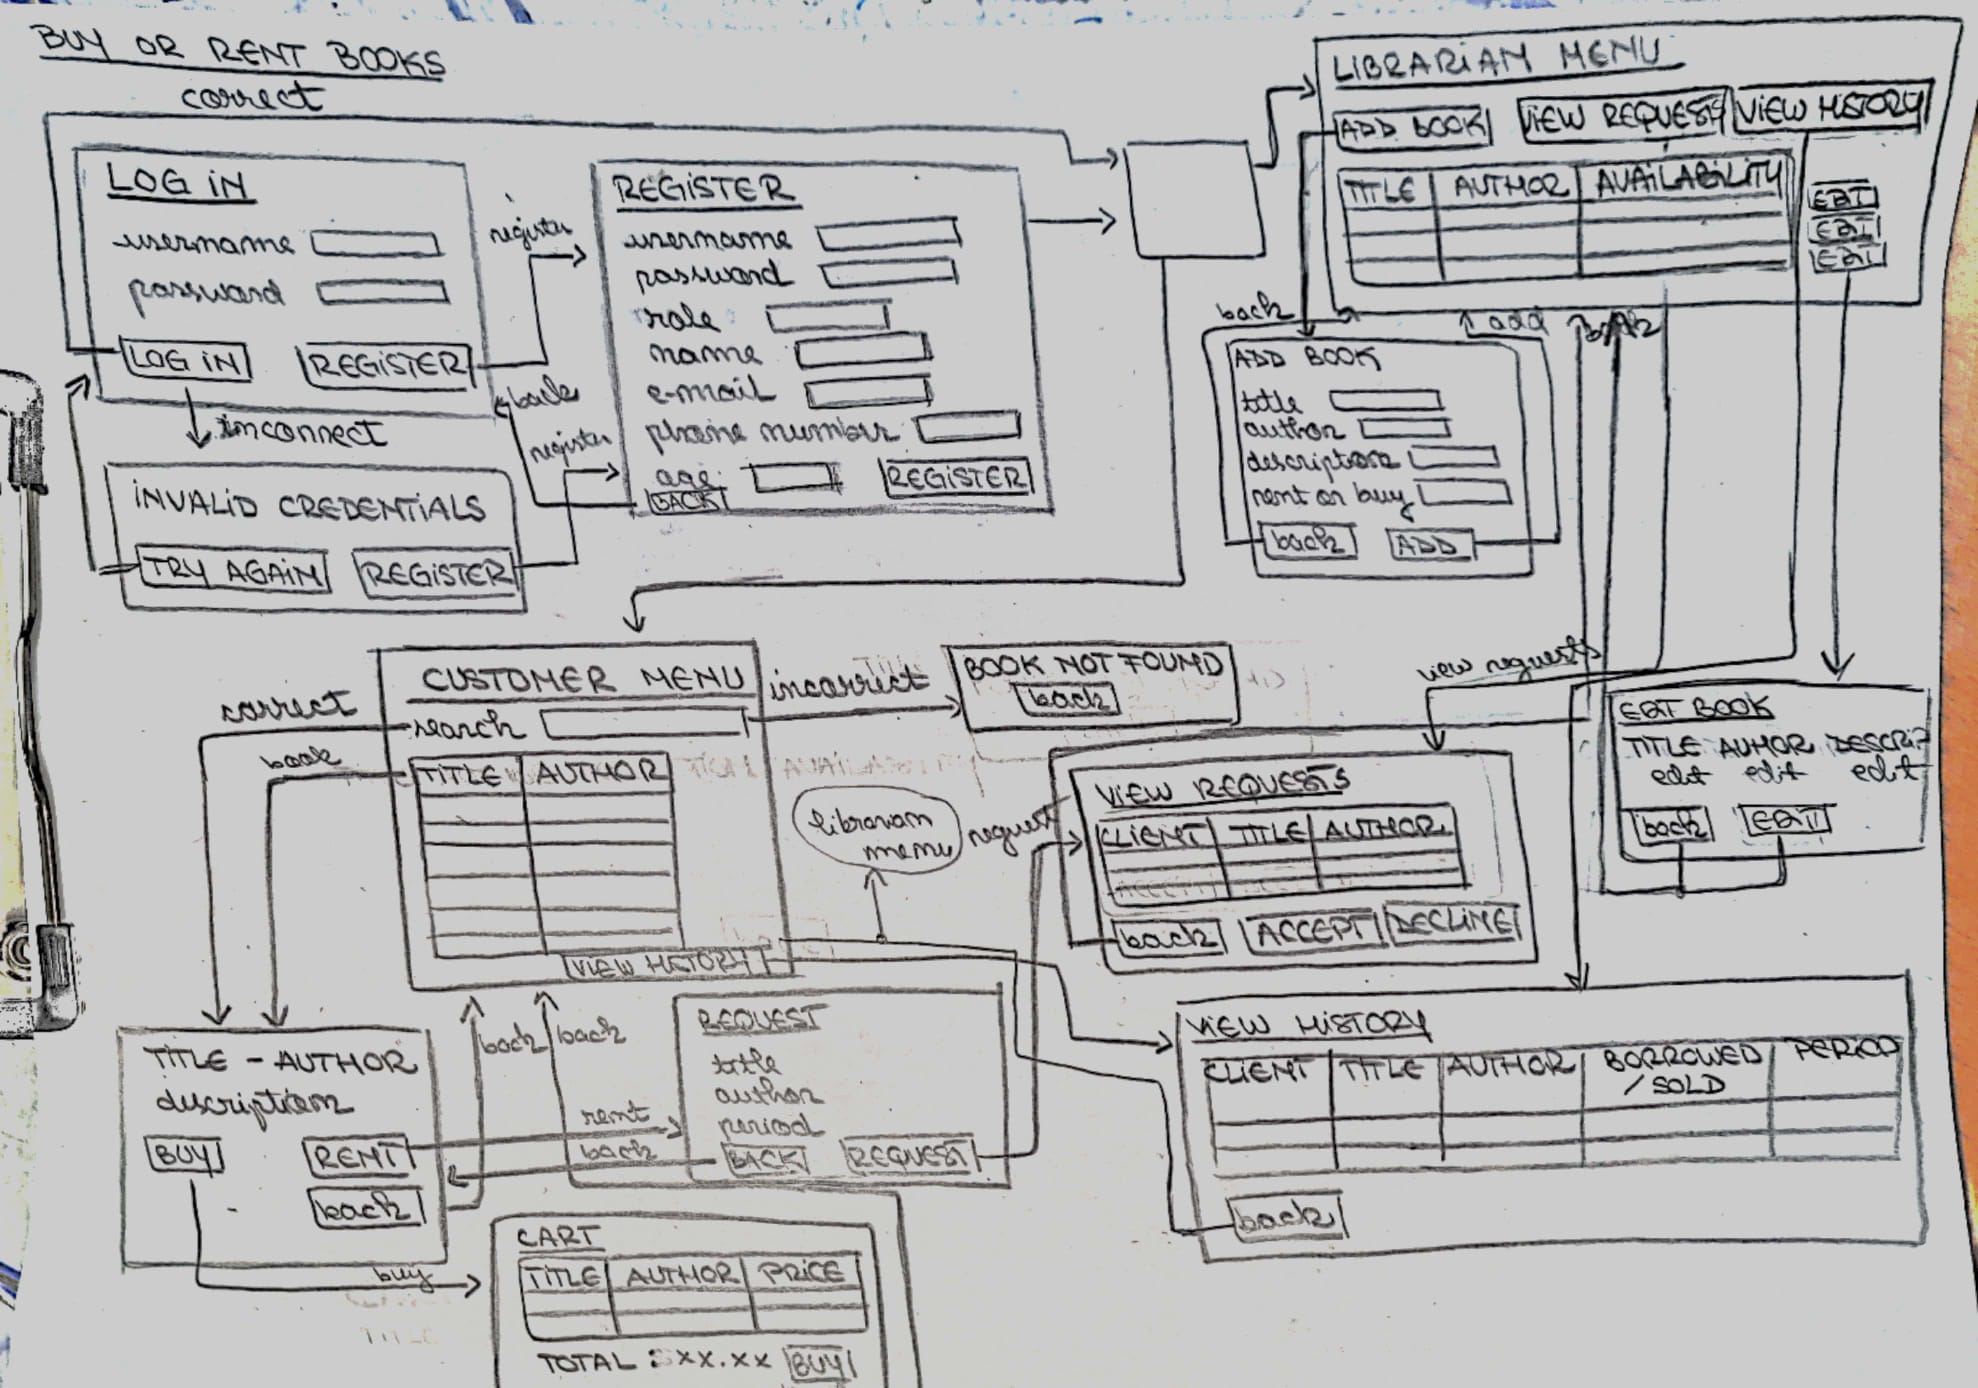 BUY OR RENT BOOKS
correct
LOG IN
username
password
LOG IN
REGISTER
register
incorrect
INVALID CREDENTIALS
TRY AGAIN
REGISTER
back
register
REGISTER
username
password
role
name
e-mail
phone number
age
REGISTER
BACK
LIBRARIAN MENU
ADD BOOK
VIEW REQUESTS
VIEW HISTORY
TITLE
AUTHOR
AVAILABILITY
EDIT
EDIT
EDIT
back
add
back
ADD BOOK
title
author
description
rent or buy
back
ADD
view requests
CUSTOMER MENU
search
TITLE
AUTHOR
VIEW HISTORY
correct
book
incorrect
BOOK NOT FOUND
back
librarian
menu
request
VIEW REQUESTS
CLIENT
TITLE
AUTHOR
back
ACCEPT
DECLINE
EDIT BOOK
TITLE AUHOR DESCRIP
edit edit edit
back
EDIT
TITLE - AUTHOR
description
BUY
RENT
back
back
back
rent
back
buy
REQUEST
title
author
period
BACK
REQUEST
VIEW HISTORY
CLIENT
TITLE
AUTHOR
BORROWED
/SOLD
PERIOD
back
CART
TITLE
AUTHOR
PRICE
TOTAL : XX.XX
BUY